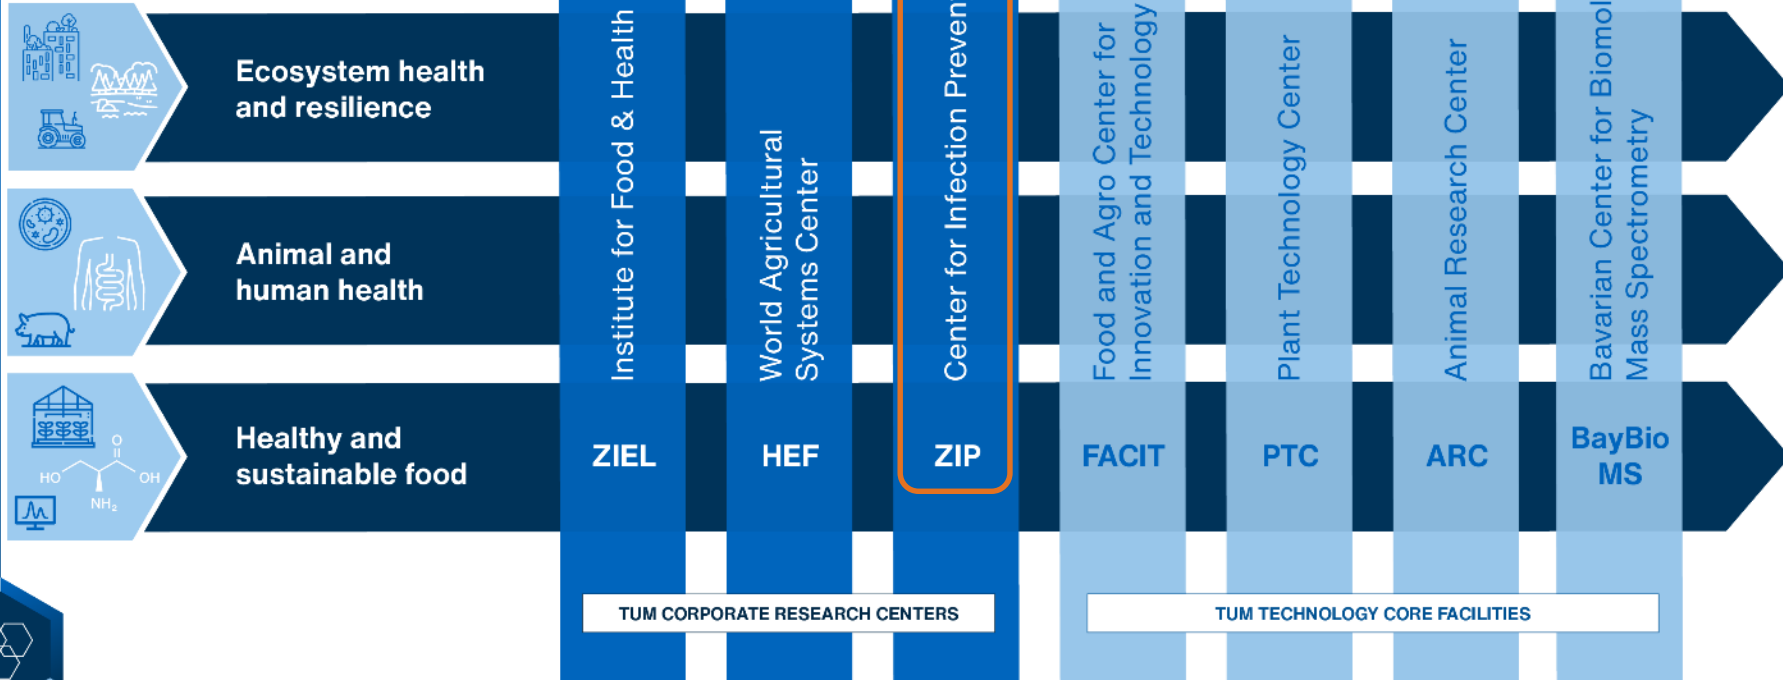 Ecosystem health
and resilience
Animal and
human health
Healthy and
sustainable food
O
HO
OH
NH₂
Institute for Food & Health
ZIEL
World Agricultural
Systems Center
HEF
Center for Infection Preven
ZIP
Food and Agro Center for
Innovation and Technology
FACIT
Plant Technology Center
PTC
Animal Research Center
ARC
Bavarian Center for Biomol
Mass Spectrometry
BayBio
MS
TUM CORPORATE RESEARCH CENTERS
TUM TECHNOLOGY CORE FACILITIES